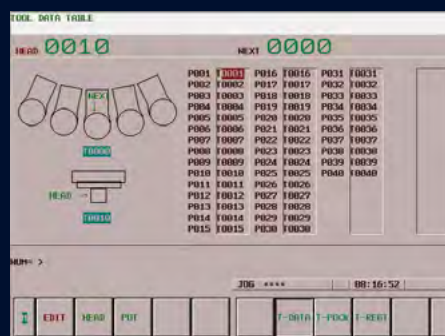 TOOL DATA TABLE
HEAD 0010 NEXT 0000
P001 T0001 P016 T0016 P031 T0031
P002 T0002 P017 T0017 P032 T0032
P003 T0003 P018 T0018 P033 T0033
P004 T0004 P019 T0019 P034 T0034
P005 T0005 P020 T0020 P035 T0035
P006 T0006 P021 T0021 P036 T0036
P007 T0007 P022 T0022 P037 T0037
P008 T0008 P023 T0023 P038 T0038
P009 T0009 P024 T0024 P039 T0039
P010 T0010 P025 T0025 P040 T0040
P011 T0011 P026 T0026
P012 T0012 P027 T0027
P013 T0013 P028 T0028
P014 T0014 P029 T0029
P015 T0015 P030 T0030
NEXT
T0000
HEAD
T0010
NUM= >
JOG **** 08:16:52
EDIT HEAD POT T-DATA T-POCK